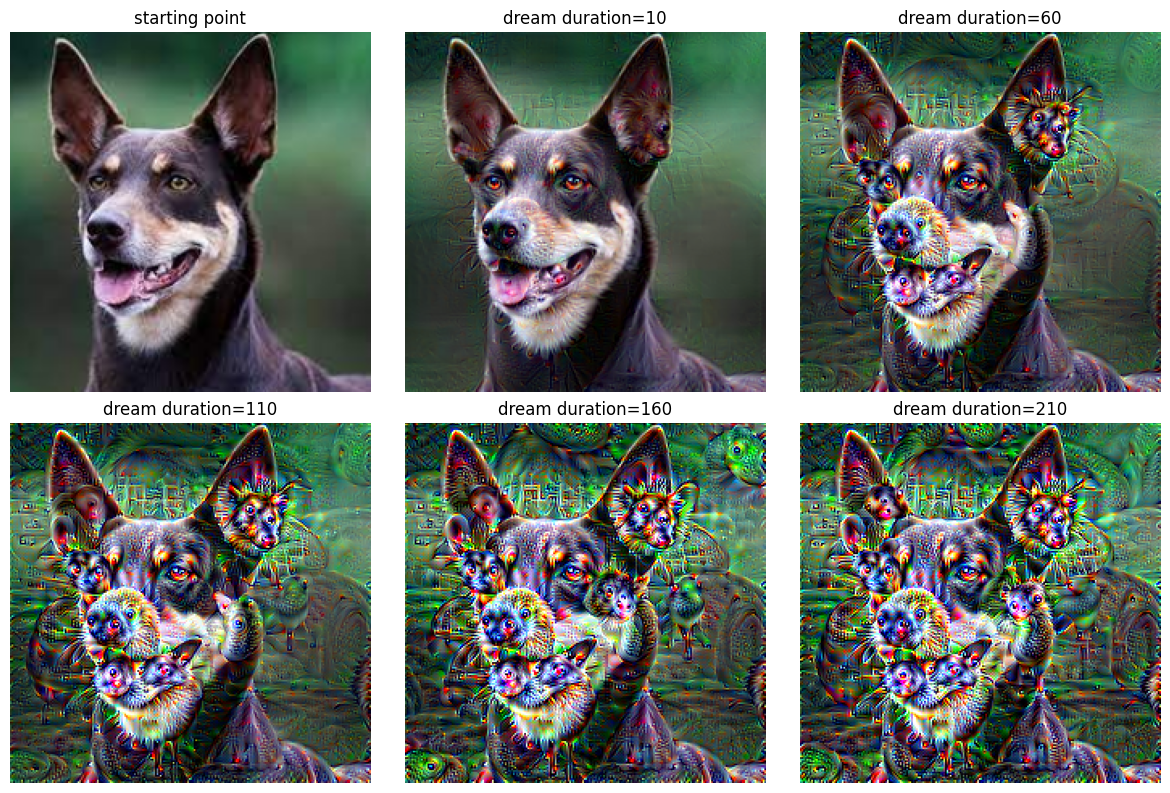 starting point
dream duration=10
dream duration=60
dream duration=110
dream duration=160
dream duration=210